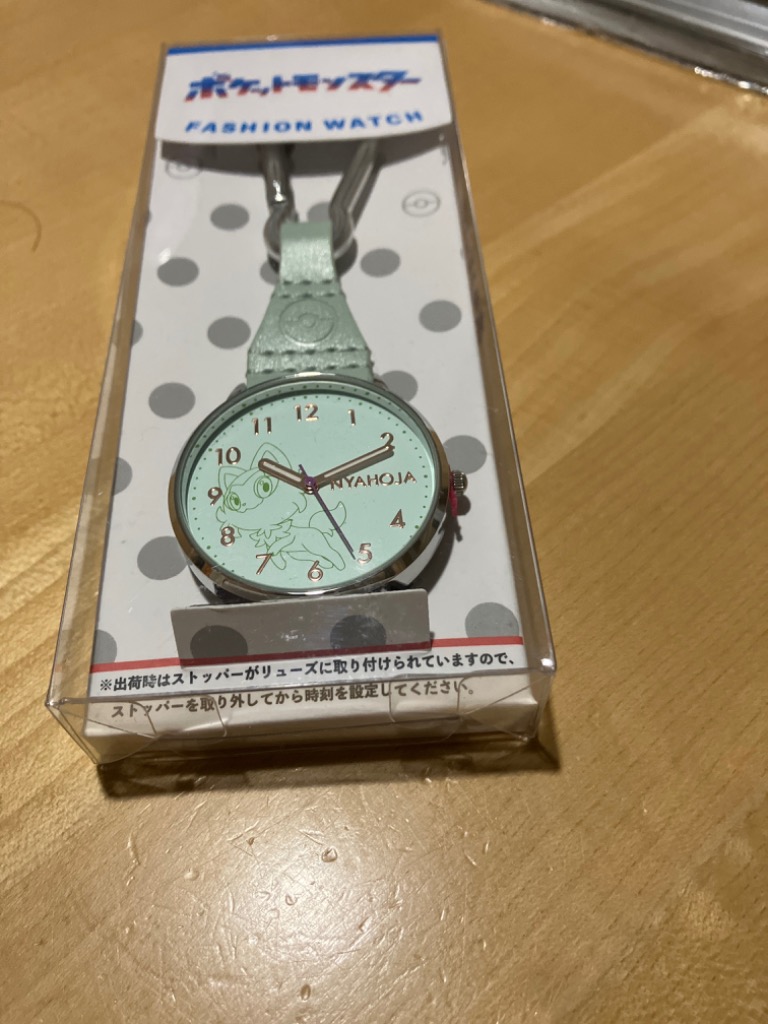 ポケットモンスター
FASHION WATCH
12
11
1
10
2
9
NYAHOJA
8
4
7
5
6
※出荷時はストッパーがリューズに取り付けられていますので、
ストッパーを取り外してから時刻を設定してください。